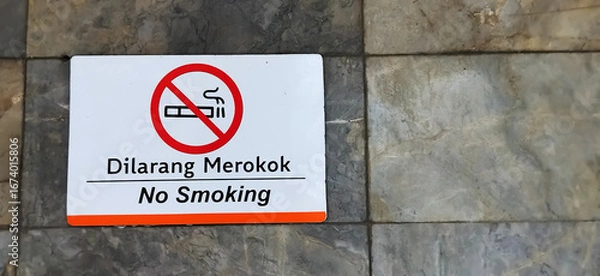 Dilarang Merokok
No Smoking
Adobe Stock | #1674015806